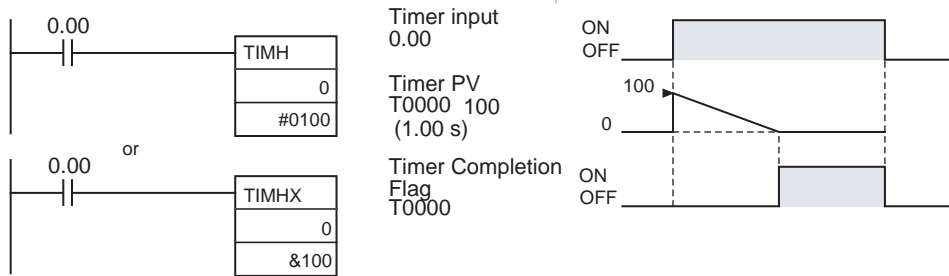 0.00
TIMH
0
#0100
or
0.00
TIMHX
0
&100
Timer input
0.00
Timer PV
T0000 100
(1.00 s)
Timer Completion
Flag
T0000
ON
OFF
100
0
ON
OFF